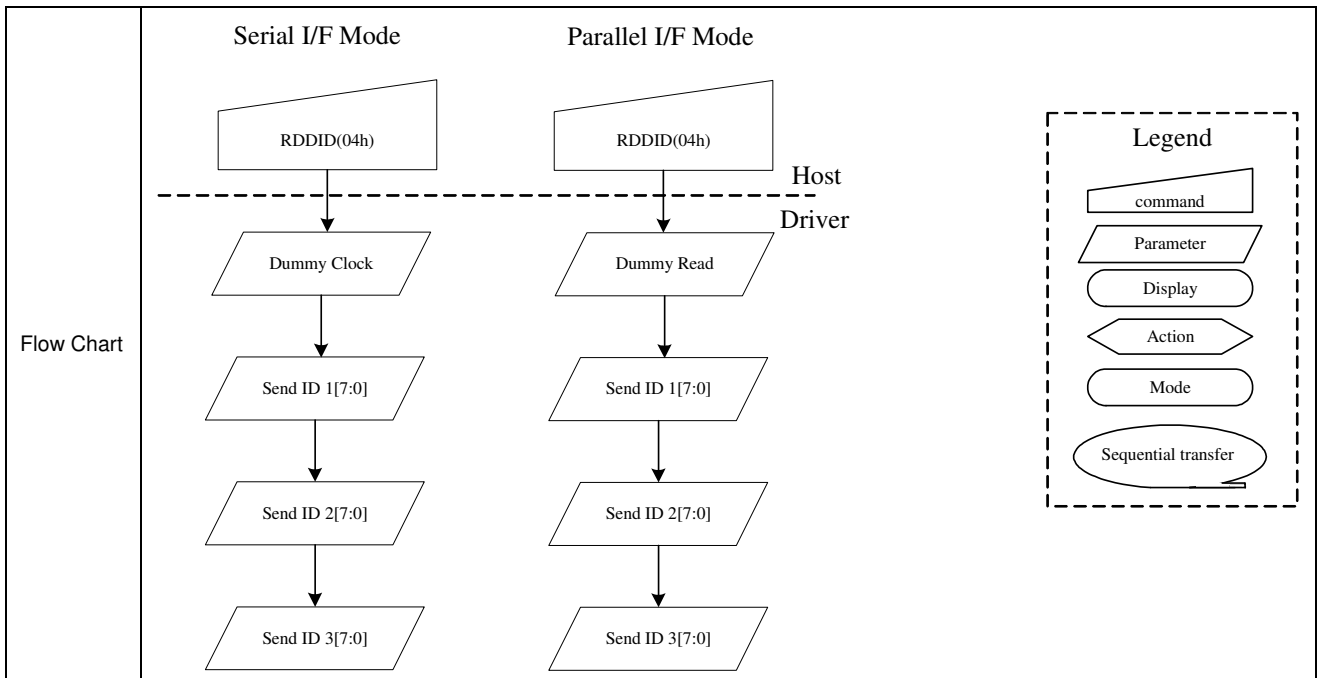 Flow Chart
Serial I/F Mode
RDDID(04h)
Dummy Clock
Send ID 1[7:0]
Send ID 2[7:0]
Send ID 3[7:0]
Parallel I/F Mode
RDDID(04h)
Host
Driver
Dummy Read
Send ID 1[7:0]
Send ID 2[7:0]
Send ID 3[7:0]
Legend
command
Parameter
Display
Action
Mode
Sequential transfer